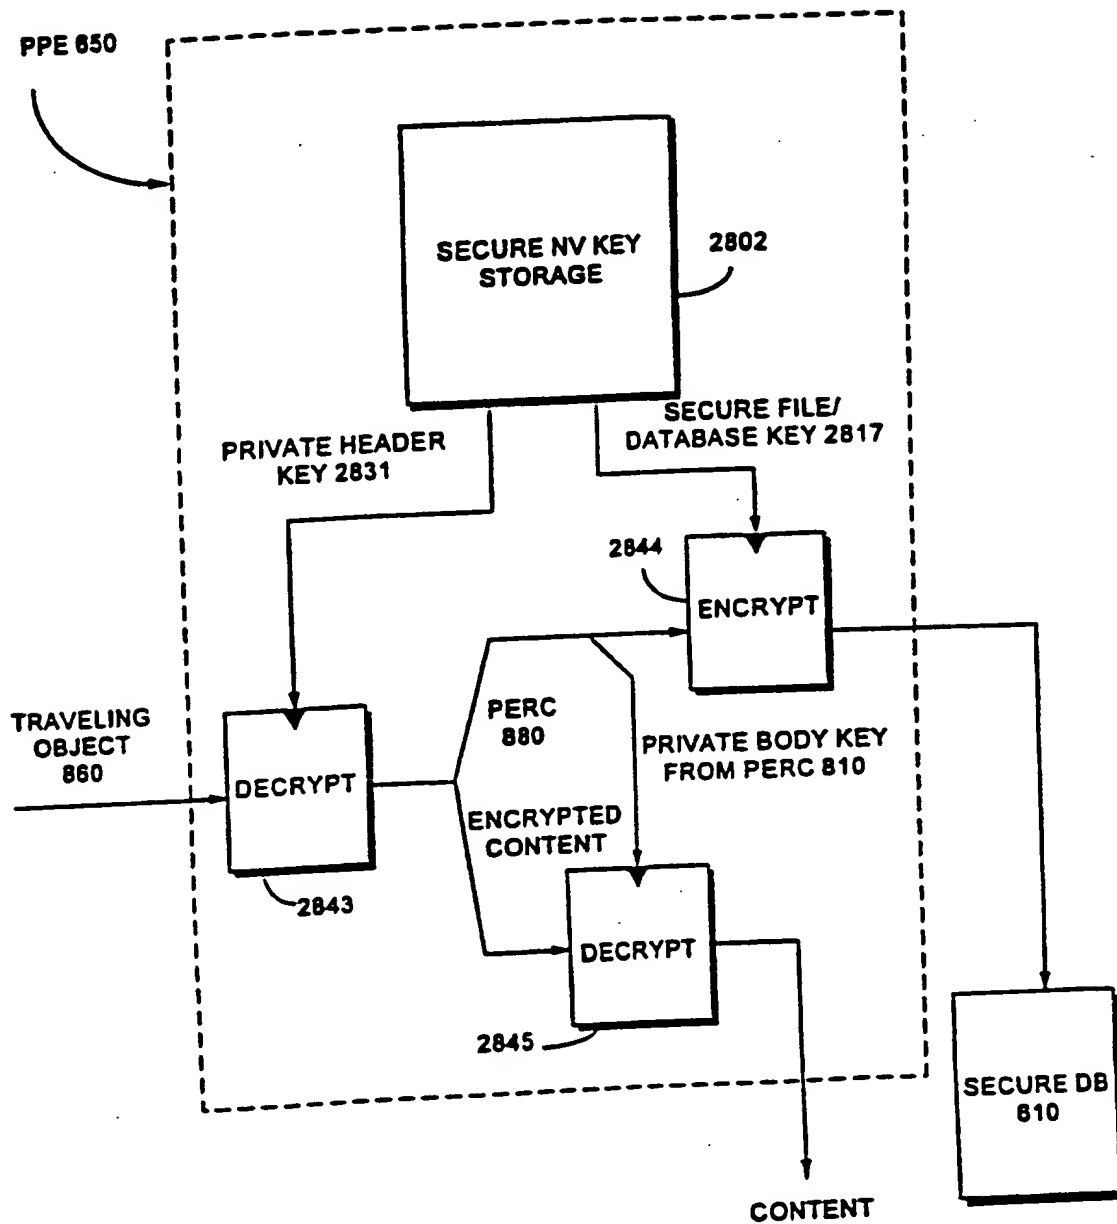 PPE 650
SECURE NV KEY
STORAGE
2802
PRIVATE HEADER
KEY 2831
SECURE FILE/
DATABASE KEY 2817
2844
ENCRYPT
TRAVELING
OBJECT
860
DECRYPT
2843
PERC
880
PRIVATE BODY KEY
FROM PERC 810
ENCRYPTED
CONTENT
DECRYPT
2845
SECURE DB
610
CONTENT